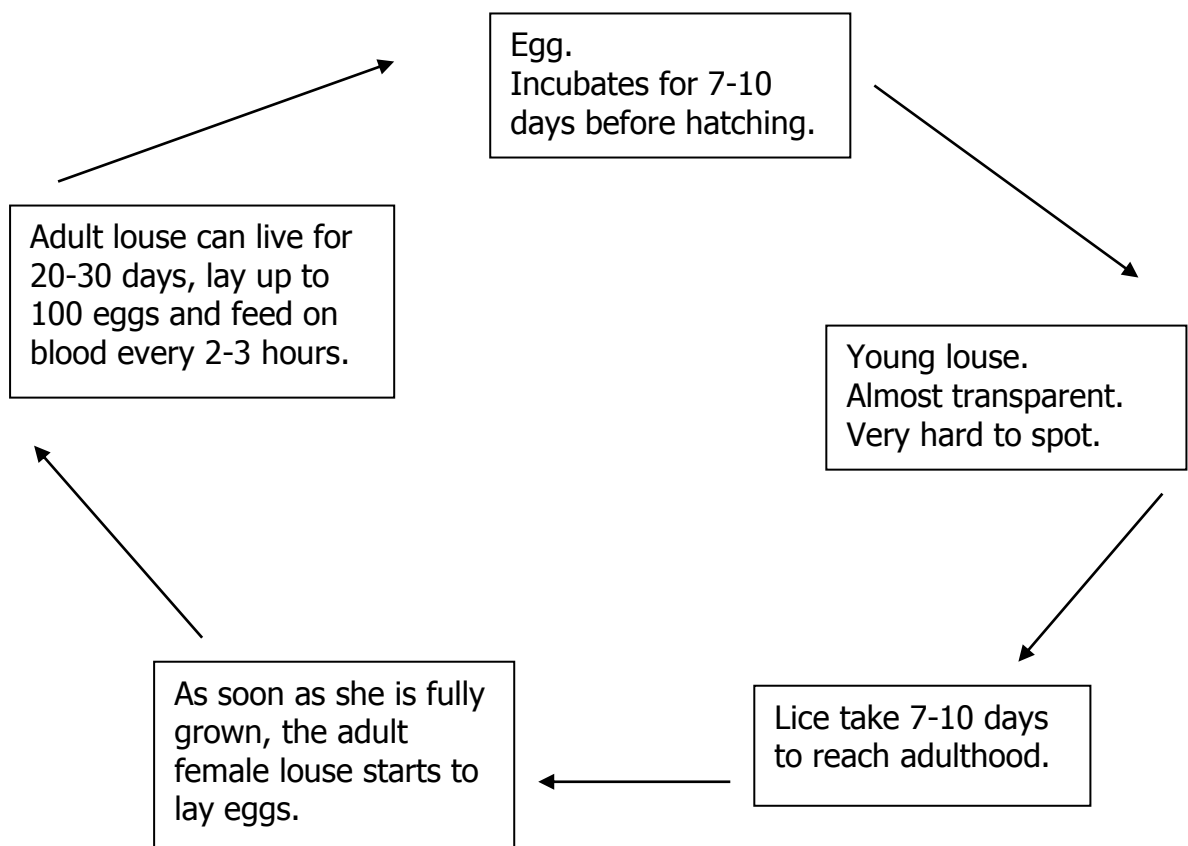 Egg.
Incubates for 7-10
days before hatching.
Young louse.
Almost transparent.
Very hard to spot.
Lice take 7-10 days
to reach adulthood.
As soon as she is fully
grown, the adult
female louse starts to
lay eggs.
Adult louse can live for
20-30 days, lay up to
100 eggs and feed on
blood every 2-3 hours.